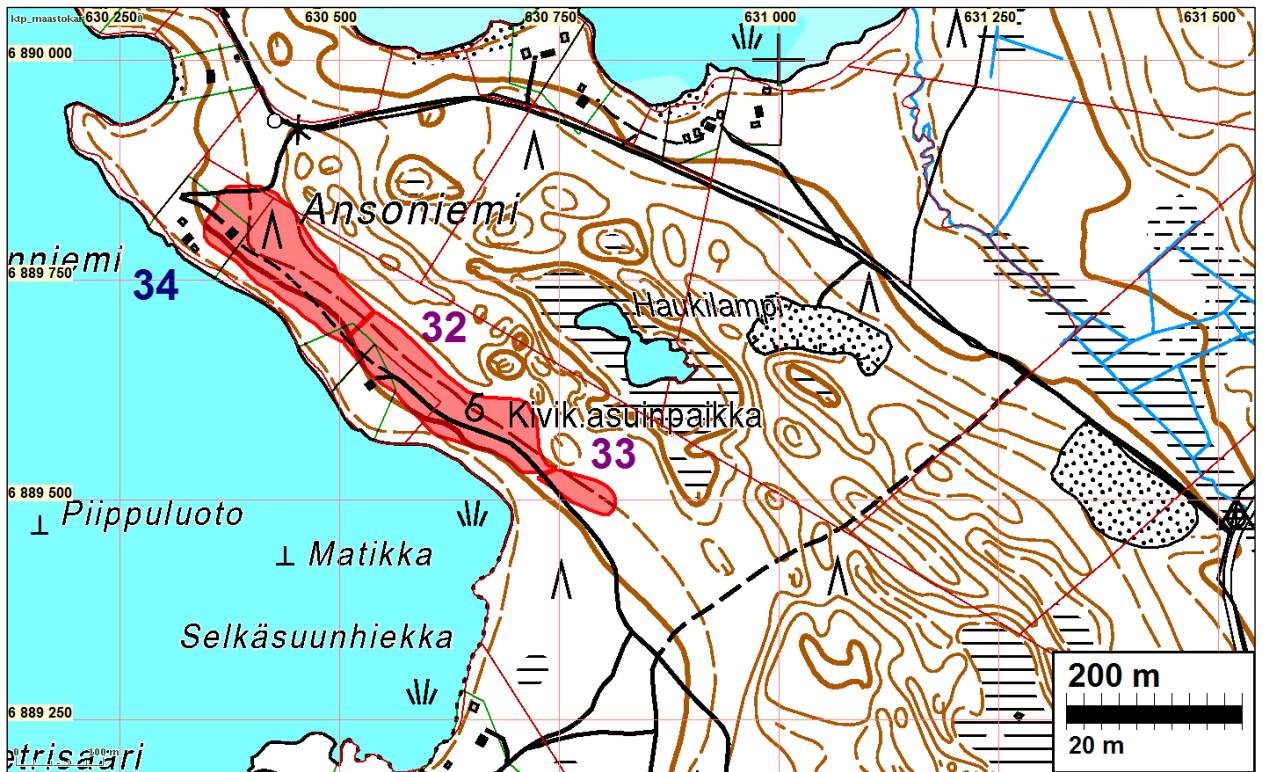 ktp_maastokar
630 250
630 500
630 750
631 000
631 250
631 500
6 890 000
Ansoniemi
nniemi
34
6 889 750
32
Haukilampi
Kivik.asuinpaikka
33
6 889 500
Piippuluoto
Matikka
Selkäsuunhiekka
200 m
20 m
6 889 250
etrisaari